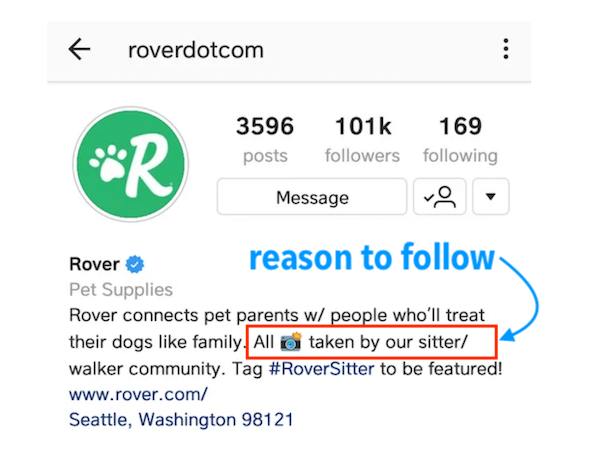 roverdotcom
3596 101k 169
posts followers following
Message
reason to follow
Rover
Pet Supplies
Rover connects pet parents w/ people who'll treat
their dogs like family. All 📸 taken by our sitter/
walker community. Tag #RoverSitter to be featured!
www.rover.com/
Seattle, Washington 98121
R